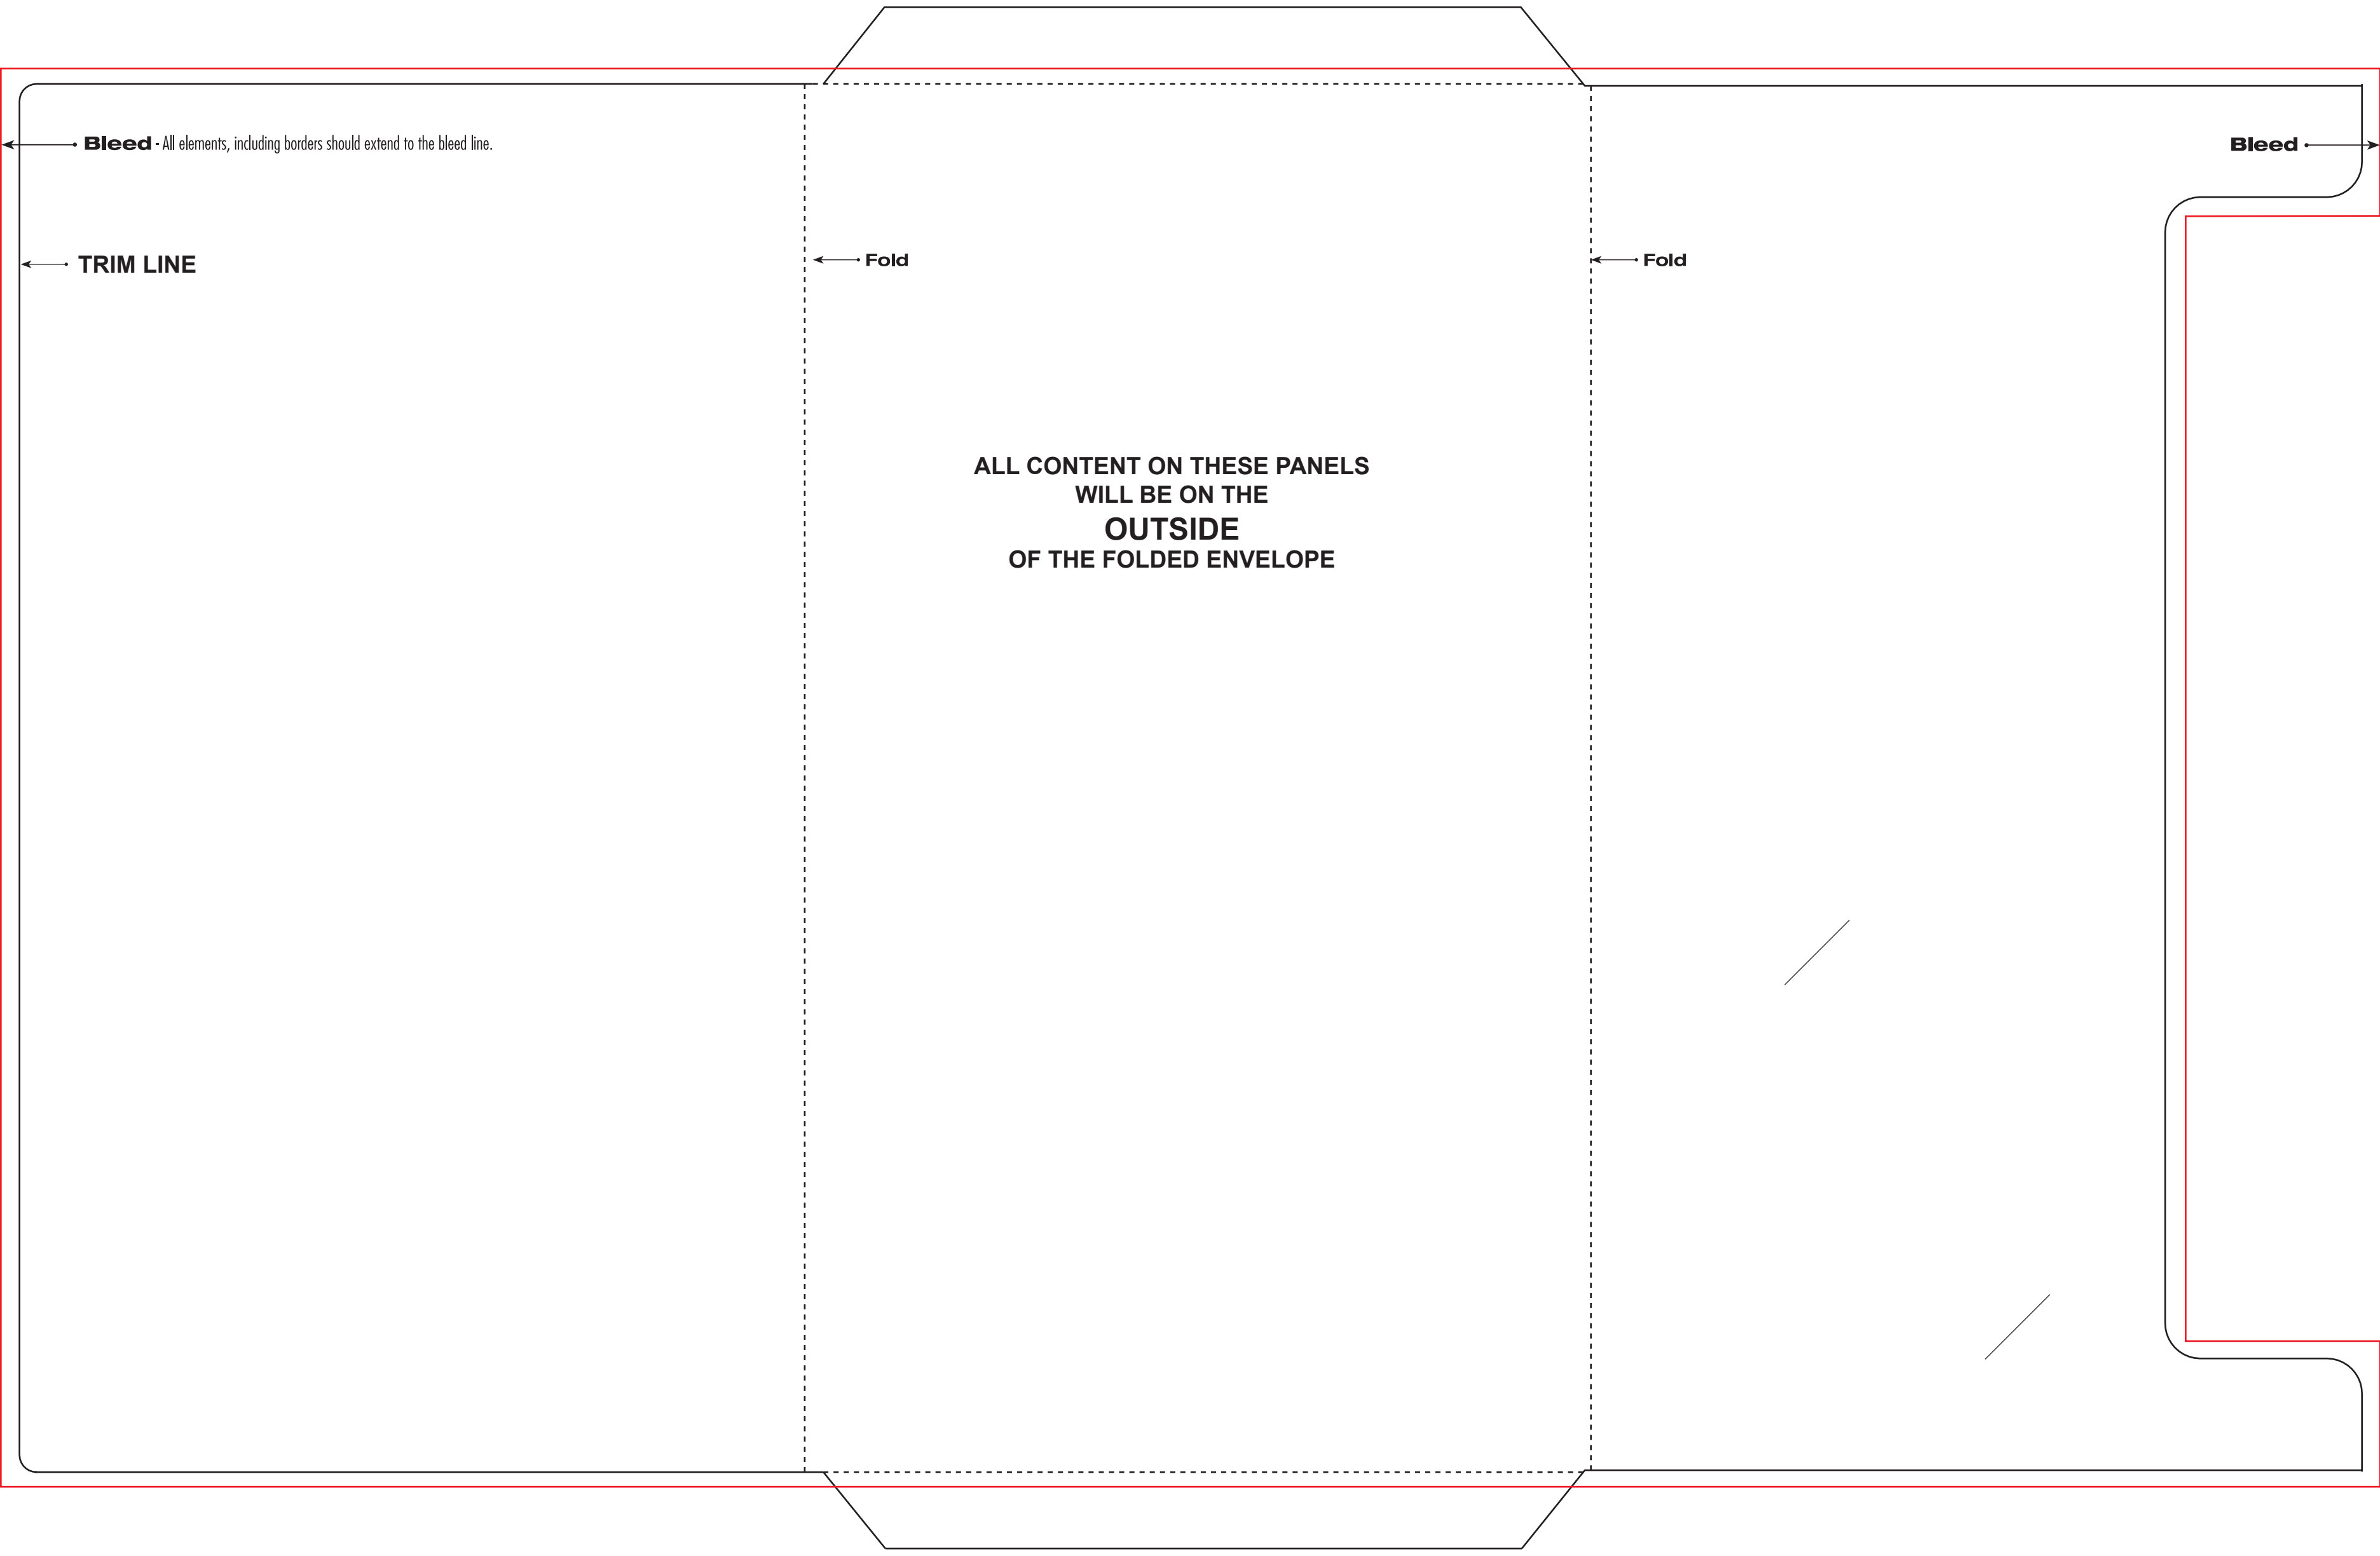 Bleed - All elements, including borders should extend to the bleed line.
Bleed
TRIM LINE
Fold
Fold
ALL CONTENT ON THESE PANELS
WILL BE ON THE
OUTSIDE
OF THE FOLDED ENVELOPE